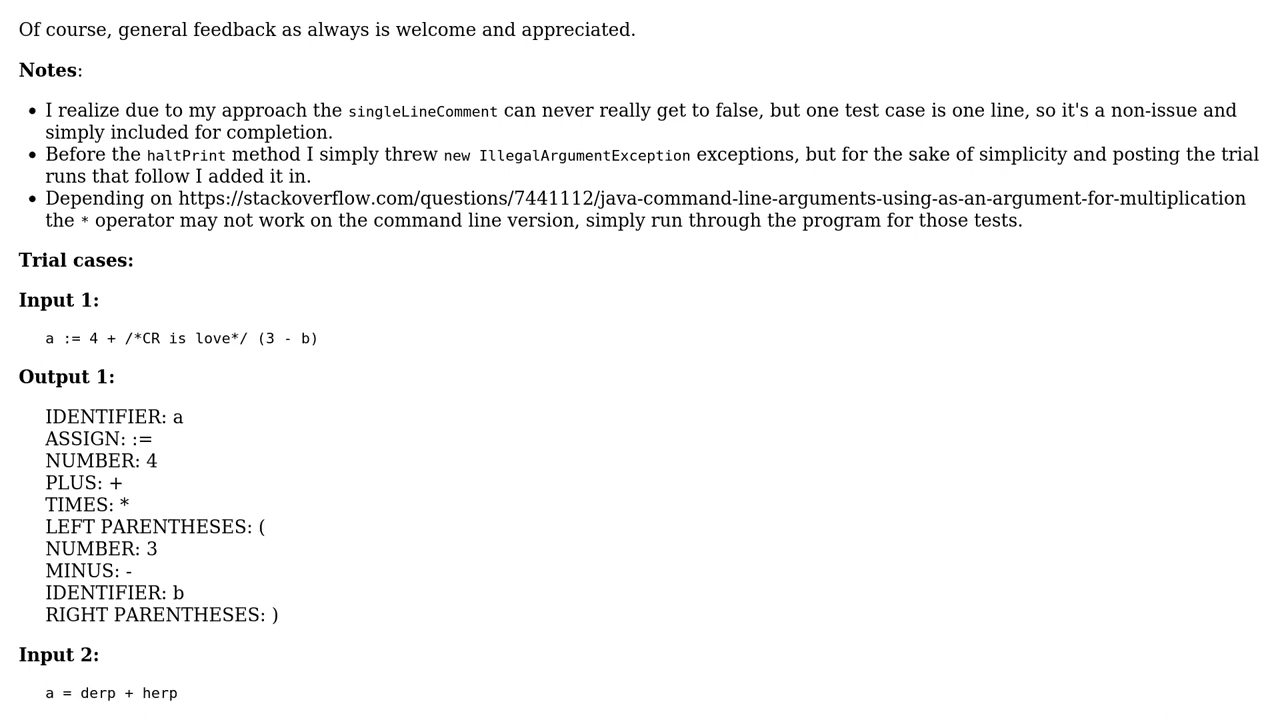 Of course, general feedback as always is welcome and appreciated.
Notes:
• I realize due to my approach the singleLineComment can never really get to false, but one test case is one line, so it's a non-issue and
simply included for completion.
• Before the haltPrint method I simply threw new IllegalArgumentException exceptions, but for the sake of simplicity and posting the trial
runs that follow I added it in.
• Depending on https://stackoverflow.com/questions/7441112/java-command-line-arguments-using-as-an-argument-for-multiplication
the * operator may not work on the command line version, simply run through the program for those tests.
Trial cases:
Input 1:
a := 4 + /*CR is love*/ (3 - b)
Output 1:
IDENTIFIER: a
ASSIGN: :=
NUMBER: 4
PLUS: +
TIMES: *
LEFT PARENTHESES: (
NUMBER: 3
MINUS: -
IDENTIFIER: b
RIGHT PARENTHESES: )
Input 2:
a = derp + herp